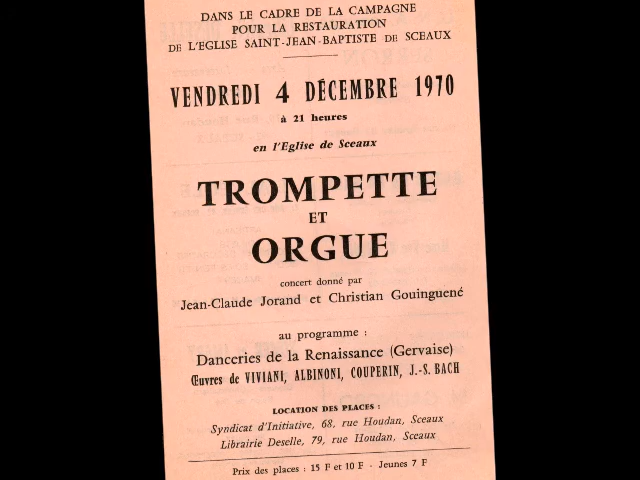 DANS LE CADRE DE LA CAMPAGNE
POUR LA RESTAURATION
DE L'EGLISE SAINT-JEAN-BAPTISTE DE SCEAUX
VENDREDI 4 DÉCEMBRE 1970
à 21 heures
en l'Eglise de Sceaux
TROMPETTE
ET
ORGUE
concert donné par
Jean-Claude Jorand et Christian Gouinguené
au programme :
Danceries de la Renaissance (Gervaise)
Œuvres de VIVIANI, ALBINONI, COUPERIN, J.-S. BACH
LOCATION DES PLACES :
Syndicat d'Initiative, 68, rue Houdan, Sceaux
Librairie Deselle, 79, rue Houdan, Sceaux
Prix des places : 15 F et 10 F - Jeunes 7 F